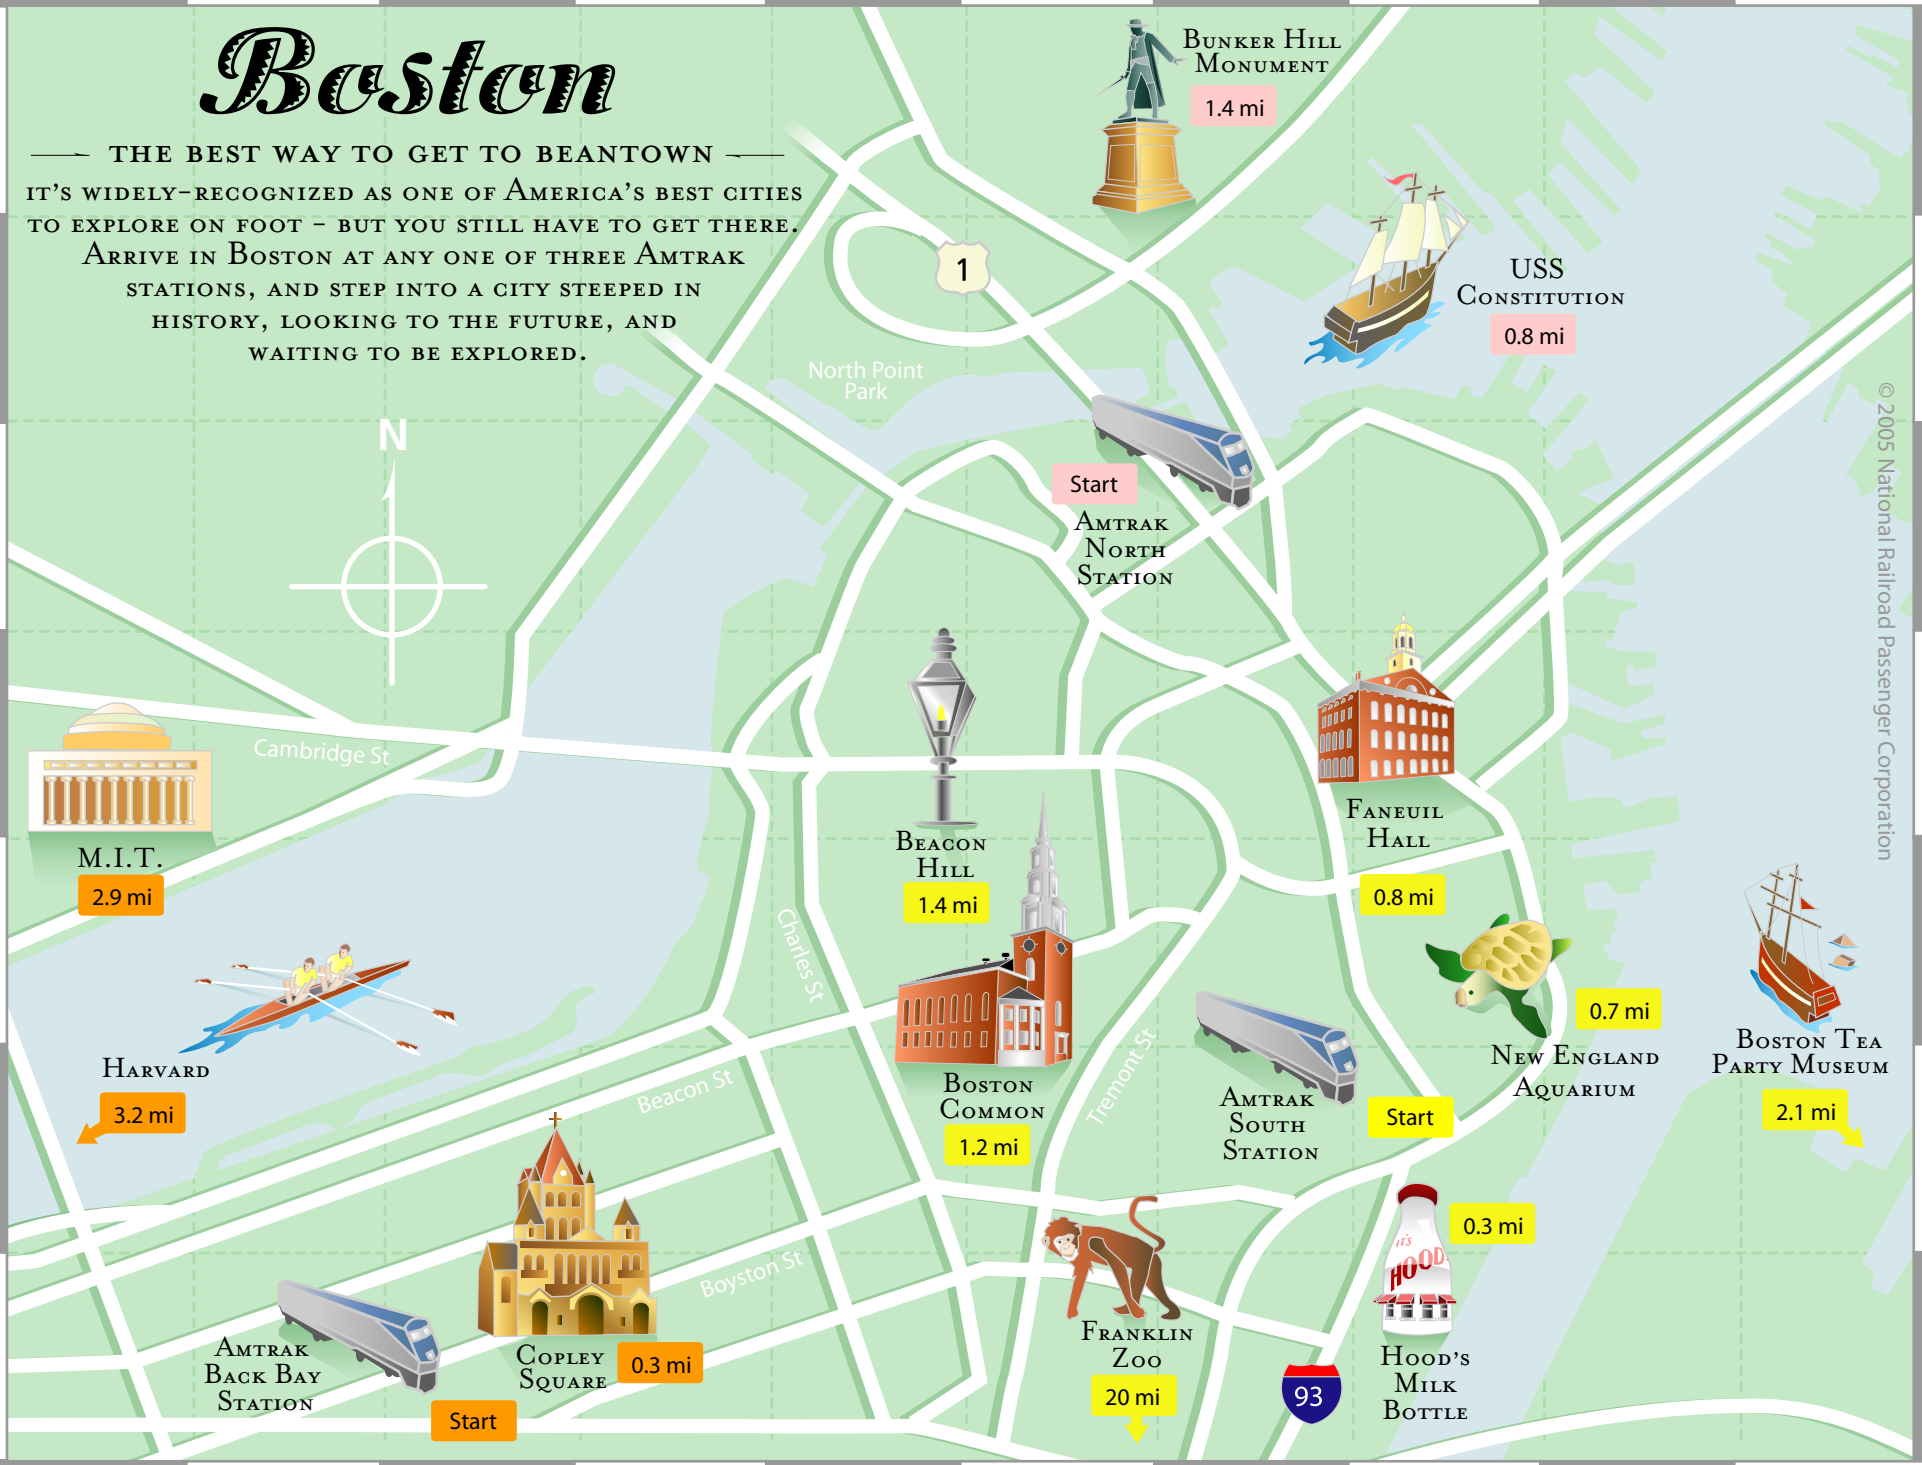 Boston
THE BEST WAY TO GET TO BEANTOWN
IT'S WIDELY-RECOGNIZED AS ONE OF AMERICA'S BEST CITIES
TO EXPLORE ON FOOT - BUT YOU STILL HAVE TO GET THERE.
ARRIVE IN BOSTON AT ANY ONE OF THREE AMTRAK
STATIONS, AND STEP INTO A CITY STEEPED IN
HISTORY, LOOKING TO THE FUTURE, AND
WAITING TO BE EXPLORED.
BUNKER HILL
MONUMENT
1.4 mi
1
USS
CONSTITUTION
0.8 mi
North Point
Park
N
Start
AMTRAK
NORTH
STATION
© 2005 National Railroad Passenger Corporation
Cambridge St
M.I.T.
2.9 mi
BEACON
HILL
1.4 mi
FANEUIL
HALL
0.8 mi
Charles St
HARVARD
3.2 mi
Beacon St
BOSTON
COMMON
1.2 mi
Tremont St
AMTRAK
SOUTH
STATION
Start
0.7 mi
NEW ENGLAND
AQUARIUM
BOSTON TEA
PARTY MUSEUM
2.1 mi
Boyston St
AMTRAK
BACK BAY
STATION
Start
COPLEY
SQUARE
0.3 mi
FRANKLIN
ZOO
20 mi
93
IT'S
HOOD
0.3 mi
HOOD'S
MILK
BOTTLE